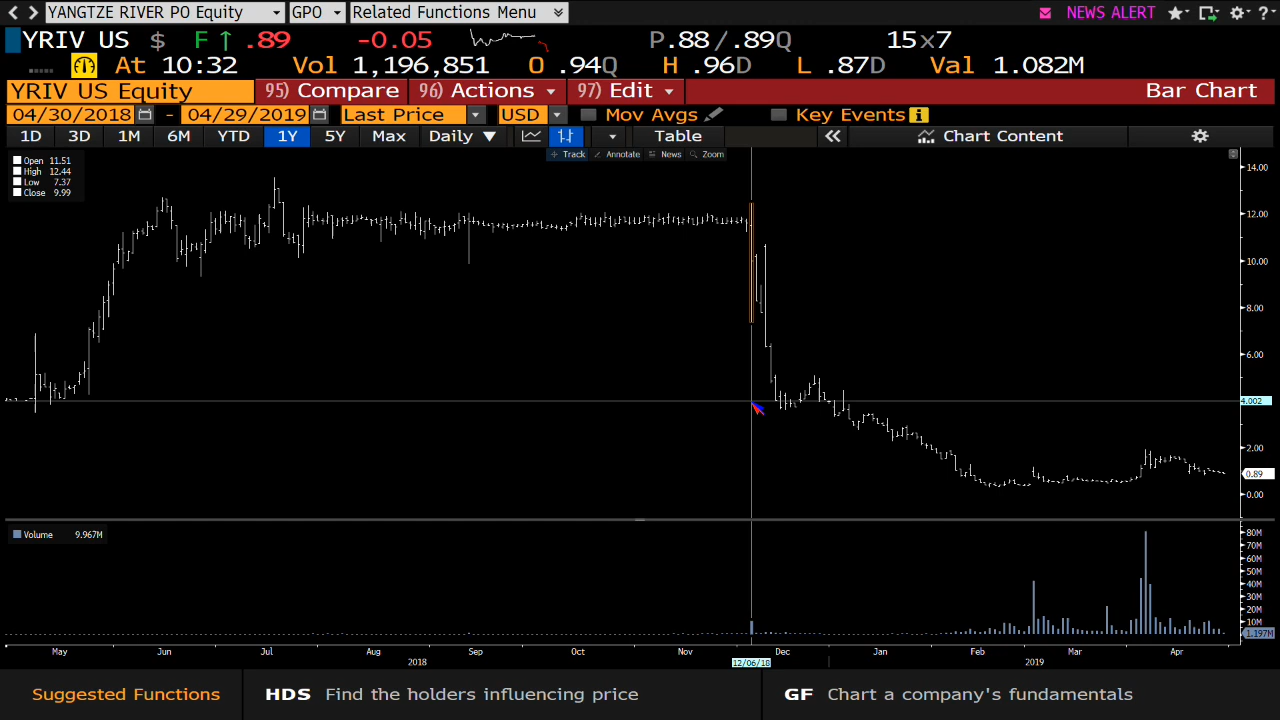 YANGTZE RIVER PO Equity GPO Related Functions Menu NEWS ALERT ?
YRIV US $ F ↑ .89 -0.05 P.88/.89Q 15x7
At 10:32 Vol 1,196,851 O .94Q H .96D L .87D Val 1.082M
YRIV US Equity 95) Compare 96) Actions 97) Edit Bar Chart
04/30/2018 - 04/29/2019 Last Price USD Mov Avgs Key Events i
1D 3D 1M 6M YTD 1Y 5Y Max Daily ▼ Table « Chart Content
Track Annotate News Zoom
Open 11.51
High 12.44
Low 7.37
Close 9.99
14.00
12.00
10.00
8.00
6.00
4.002
2.00
0.89
0.00
Volume 9.967M
80M
70M
60M
50M
40M
30M
20M
10M
1.197M
May Jun Jul Aug Sep Oct Nov Dec Jan Feb Mar Apr
2018 12/06/18 2019
Suggested Functions HDS Find the holders influencing price GF Chart a company's fundamentals